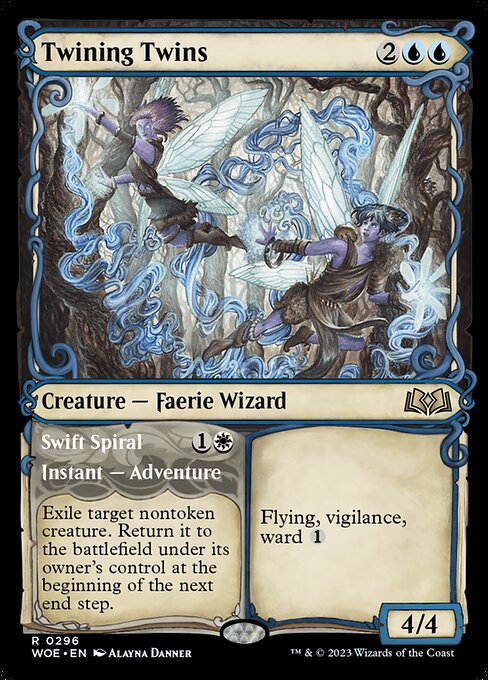 Twining Twins 2
Creature — Faerie Wizard
Swift Spiral 1
Instant — Adventure
Exile target nontoken
creature. Return it to
the battlefield under its
owner's control at the
beginning of the next
end step.
Flying, vigilance,
ward 1
4/4
R 0296
WOE • EN ALAYNA DANNER
™ & © 2023 Wizards of the Coast